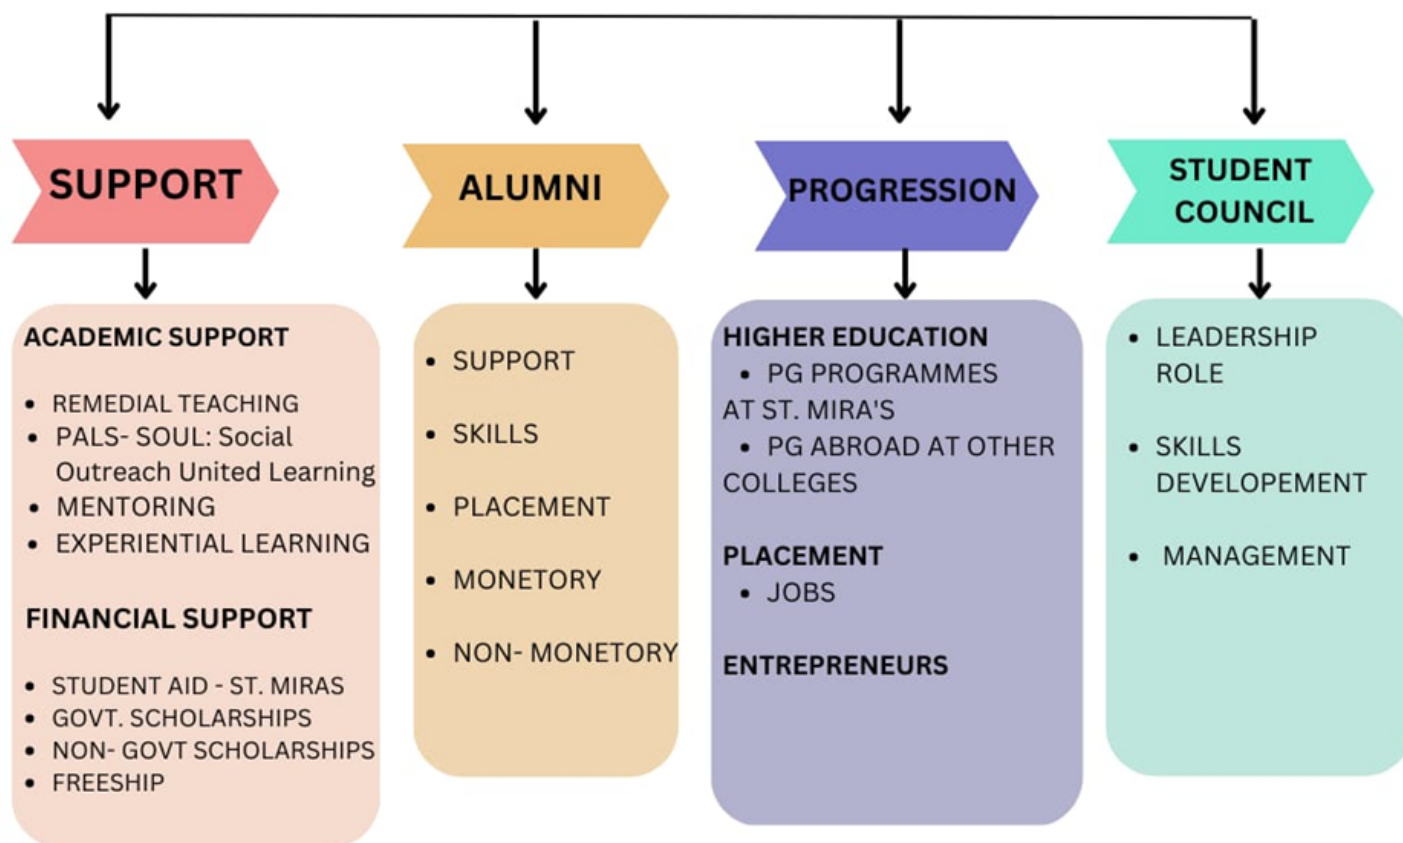 SUPPORT
ACADEMIC SUPPORT
• REMEDIAL TEACHING
• PALS- SOUL: Social
Outreach United Learning
• MENTORING
• EXPERIENTIAL LEARNING
FINANCIAL SUPPORT
• STUDENT AID - ST. MIRAS
• GOVT. SCHOLARSHIPS
• NON- GOVT SCHOLARSHIPS
• FREESHIP
ALUMNI
• SUPPORT
• SKILLS
• PLACEMENT
• MONETORY
• NON- MONETORY
PROGRESSION
HIGHER EDUCATION
• PG PROGRAMMES
AT ST. MIRA'S
• PG ABROAD AT OTHER
COLLEGES
PLACEMENT
• JOBS
ENTREPRENEURS
STUDENT
COUNCIL
• LEADERSHIP
ROLE
• SKILLS
DEVELOPEMENT
• MANAGEMENT